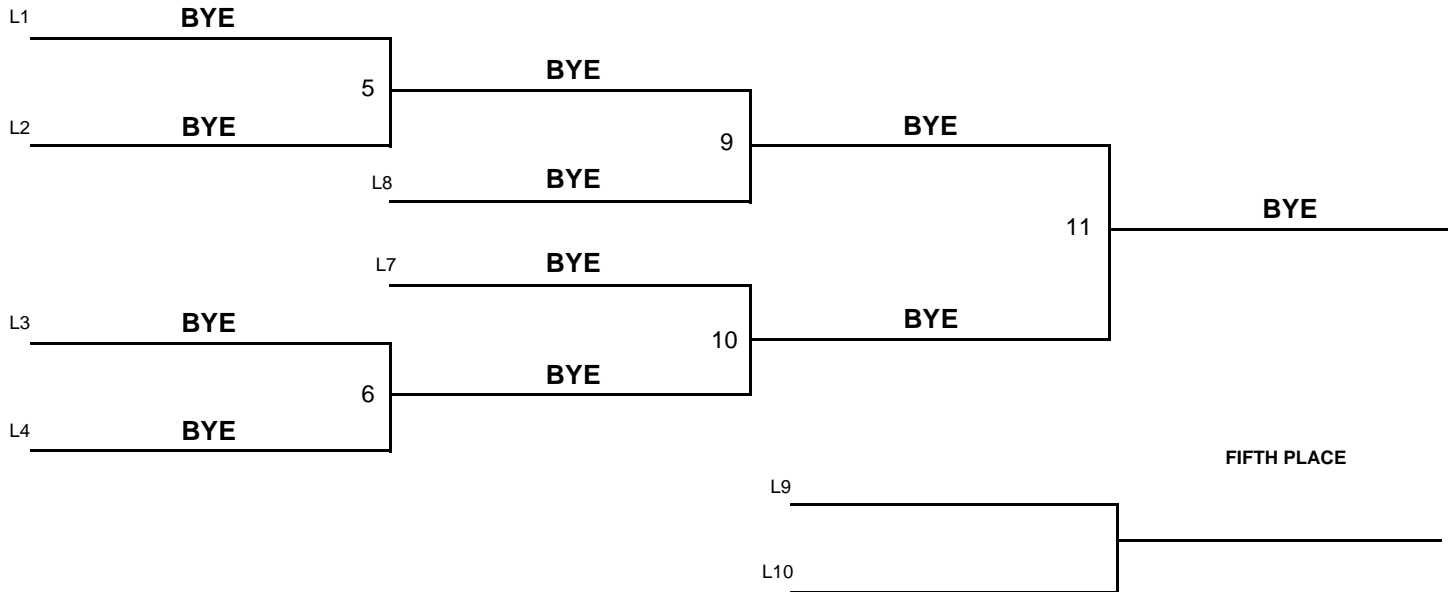 L1 BYE
5 BYE
L2 BYE
9 BYE
L8 BYE
11 BYE
L7 BYE
L3 BYE
10 BYE
6 BYE
L4 BYE
FIFTH PLACE
L9
L10